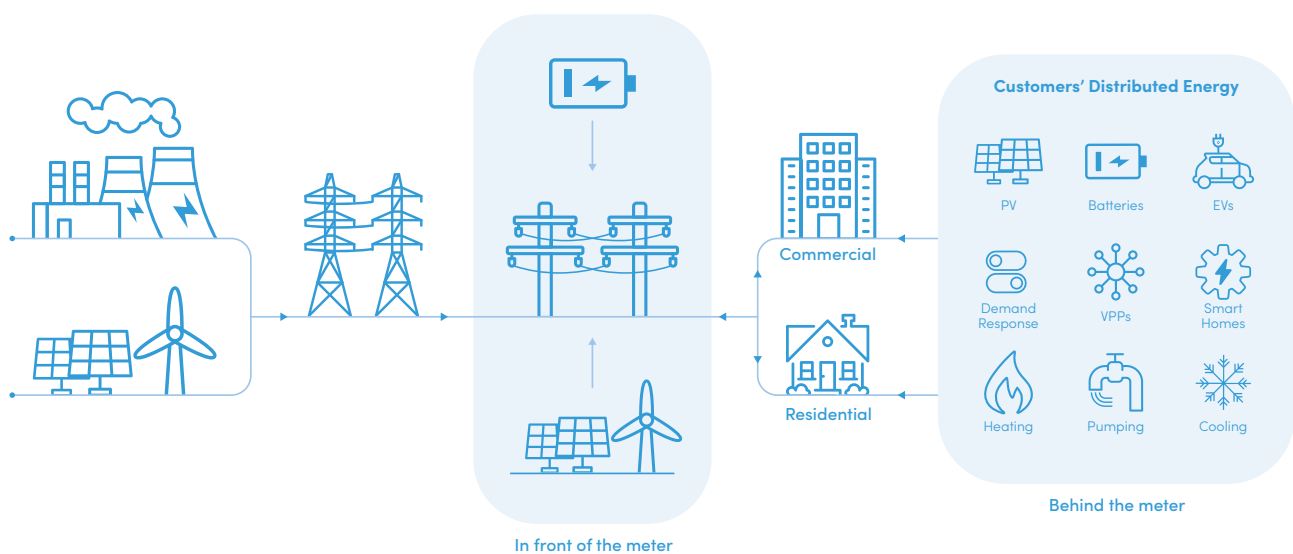 Customers’ Distributed Energy
PV
Batteries
EVs
Commercial
Demand
Response
VPPs
Smart
Homes
Residential
Heating
Pumping
Cooling
Behind the meter
In front of the meter